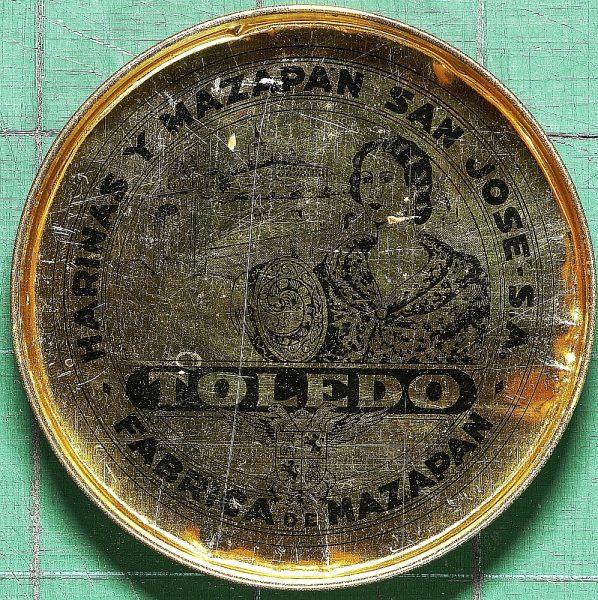 HARINAS Y MAZAPAN SAN JOSE-S.A.
TOLEDO
FABRICA DE MAZAPAN